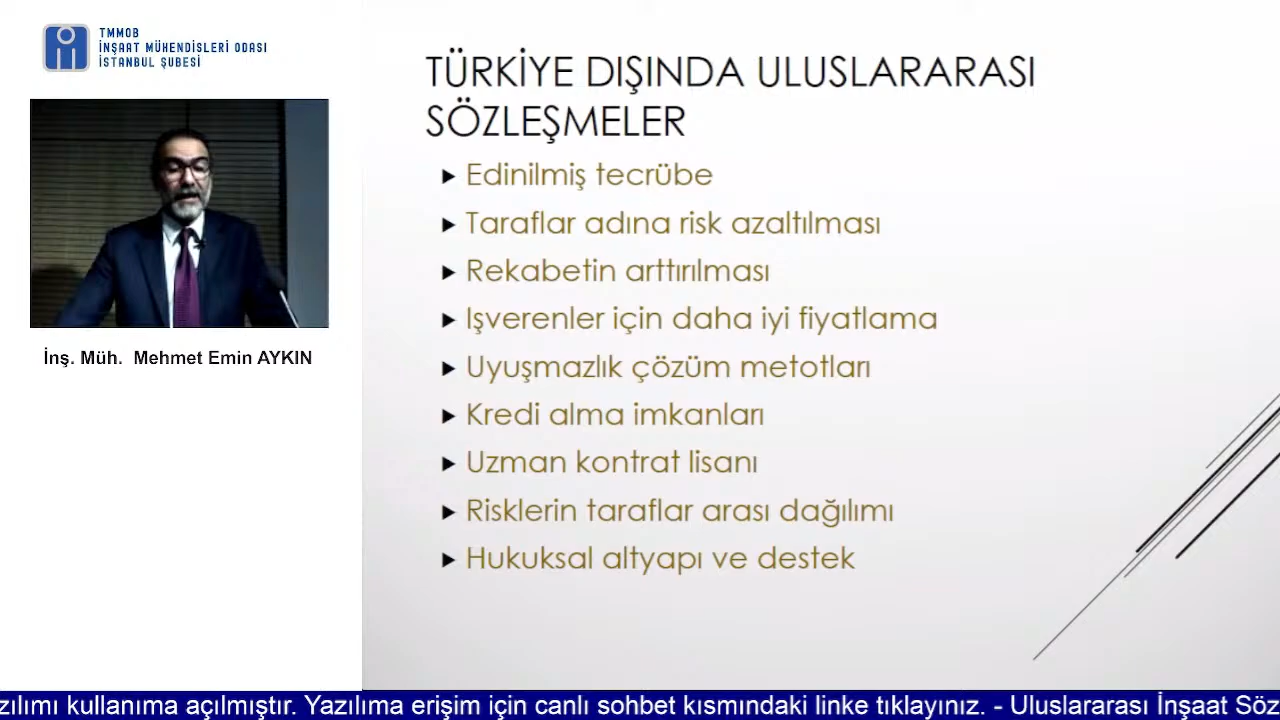 TMMOB
İNŞAAT MÜHENDİSLERİ ODASI
İSTANBUL ŞUBESİ
İnş. Müh. Mehmet Emin AYKIN
TÜRKİYE DIŞINDA ULUSLARARASI
SÖZLEŞMELER
Edinilmiş tecrübe
Taraflar adına risk azaltılması
Rekabetin arttırılması
Işverenler için daha iyi fiyatlama
Uyuşmazlık çözüm metotları
Kredi alma imkanları
Uzman kontrat lisanı
Risklerin taraflar arası dağılımı
Hukuksal altyapı ve destek
zılımı kullanıma açılmıştır. Yazılıma erişim için canlı sohbet kısmındaki linke tıklayınız. - Uluslararası İnşaat Söz